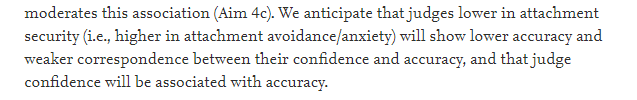 moderates this association (Aim 4c). We anticipate that judges lower in attachment
security (i.e., higher in attachment avoidance/anxiety) will show lower accuracy and
weaker correspondence between their confidence and accuracy, and that judge
confidence will be associated with accuracy.